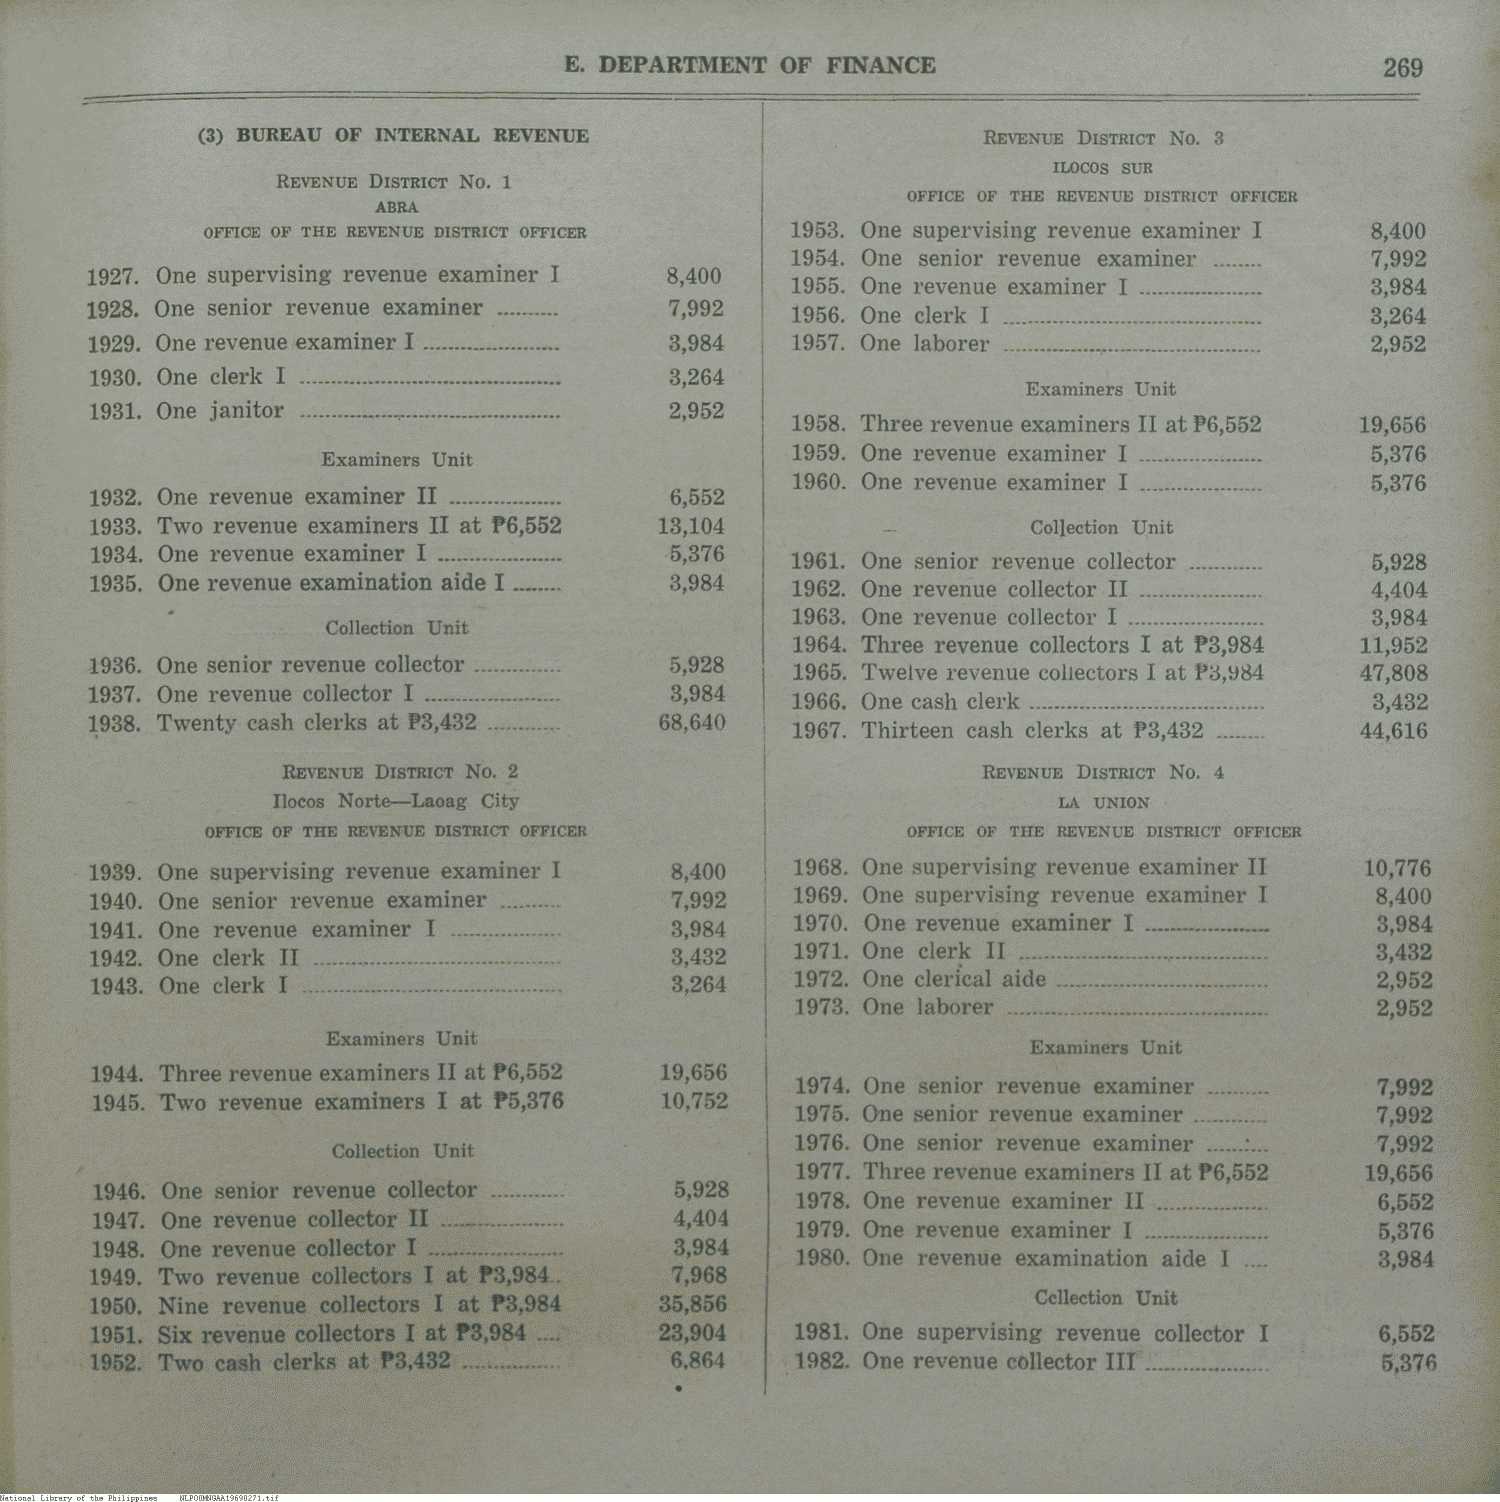 E. DEPARTMENT OF FINANCE 269
(3) BUREAU OF INTERNAL REVENUE
REVENUE DISTRICT NO. 1
ABRA
OFFICE OF THE REVENUE DISTRICT OFFICER
1927. One supervising revenue examiner I 8,400
1928. One senior revenue examiner .......... 7,992
1929. One revenue examiner I ...................... 3,984
1930. One clerk I .......................................... 3,264
1931. One janitor .......................................... 2,952
Examiners Unit
1932. One revenue examiner II .................. 6,552
1933. Two revenue examiners II at ₱6,552 13,104
1934. One revenue examiner I .................... 5,376
1935. One revenue examination aide I ........ 3,984
Collection Unit
1936. One senior revenue collector .............. 5,928
1937. One revenue collector I ...................... 3,984
1938. Twenty cash clerks at ₱3,432 ............ 68,640
REVENUE DISTRICT NO. 2
Ilocos Norte—Laoag City
OFFICE OF THE REVENUE DISTRICT OFFICER
1939. One supervising revenue examiner I 8,400
1940. One senior revenue examiner .......... 7,992
1941. One revenue examiner I .................. 3,984
1942. One clerk II ........................................ 3,432
1943. One clerk I .......................................... 3,264
Examiners Unit
1944. Three revenue examiners II at ₱6,552 19,656
1945. Two revenue examiners I at ₱5,376 10,752
Collection Unit
1946. One senior revenue collector ............ 5,928
1947. One revenue collector II .................... 4,404
1948. One revenue collector I ...................... 3,984
1949. Two revenue collectors I at ₱3,984.. 7,968
1950. Nine revenue collectors I at ₱3,984 35,856
1951. Six revenue collectors I at ₱3,984 .... 23,904
1952. Two cash clerks at ₱3,432 ................ 6,864
REVENUE DISTRICT NO. 3
ILOCOS SUR
OFFICE OF THE REVENUE DISTRICT OFFICER
1953. One supervising revenue examiner I 8,400
1954. One senior revenue examiner ........ 7,992
1955. One revenue examiner I .................... 3,984
1956. One clerk I .......................................... 3,264
1957. One laborer .......................................... 2,952
Examiners Unit
1958. Three revenue examiners II at ₱6,552 19,656
1959. One revenue examiner I .................... 5,376
1960. One revenue examiner I .................... 5,376
Collection Unit
1961. One senior revenue collector ............ 5,928
1962. One revenue collector II .................... 4,404
1963. One revenue collector I ...................... 3,984
1964. Three revenue collectors I at ₱3,984 11,952
1965. Twelve revenue collectors I at ₱3,984 47,808
1966. One cash clerk ...................................... 3,432
1967. Thirteen cash clerks at ₱3,432 ........ 44,616
REVENUE DISTRICT NO. 4
LA UNION
OFFICE OF THE REVENUE DISTRICT OFFICER
1968. One supervising revenue examiner II 10,776
1969. One supervising revenue examiner I 8,400
1970. One revenue examiner I .................... 3,984
1971. One clerk II ........................................ 3,432
1972. One clerical aide .................................. 2,952
1973. One laborer .......................................... 2,952
Examiners Unit
1974. One senior revenue examiner .......... 7,992
1975. One senior revenue examiner ............ 7,992
1976. One senior revenue examiner .......... 7,992
1977. Three revenue examiners II at ₱6,552 19,656
1978. One revenue examiner II .................. 6,552
1979. One revenue examiner I .................... 5,376
1980. One revenue examination aide I .... 3,984
Collection Unit
1981. One supervising revenue collector I 6,552
1982. One revenue collector III .................... 5,376
National Library of the Philippines NLPOOMNGAA19690271.tif